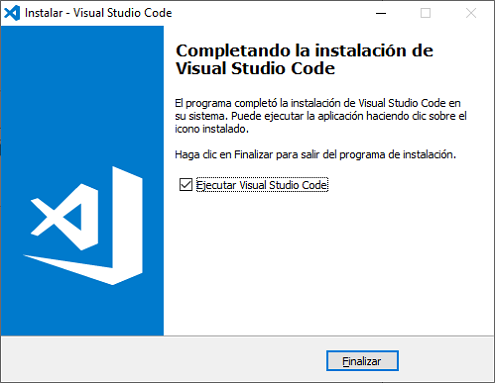 Instalar - Visual Studio Code
Completando la instalación de
Visual Studio Code
El programa completó la instalación de Visual Studio Code en
su sistema. Puede ejecutar la aplicación haciendo clic sobre el
icono instalado.
Haga clic en Finalizar para salir del programa de instalación.
Ejecutar Visual Studio Code
Finalizar